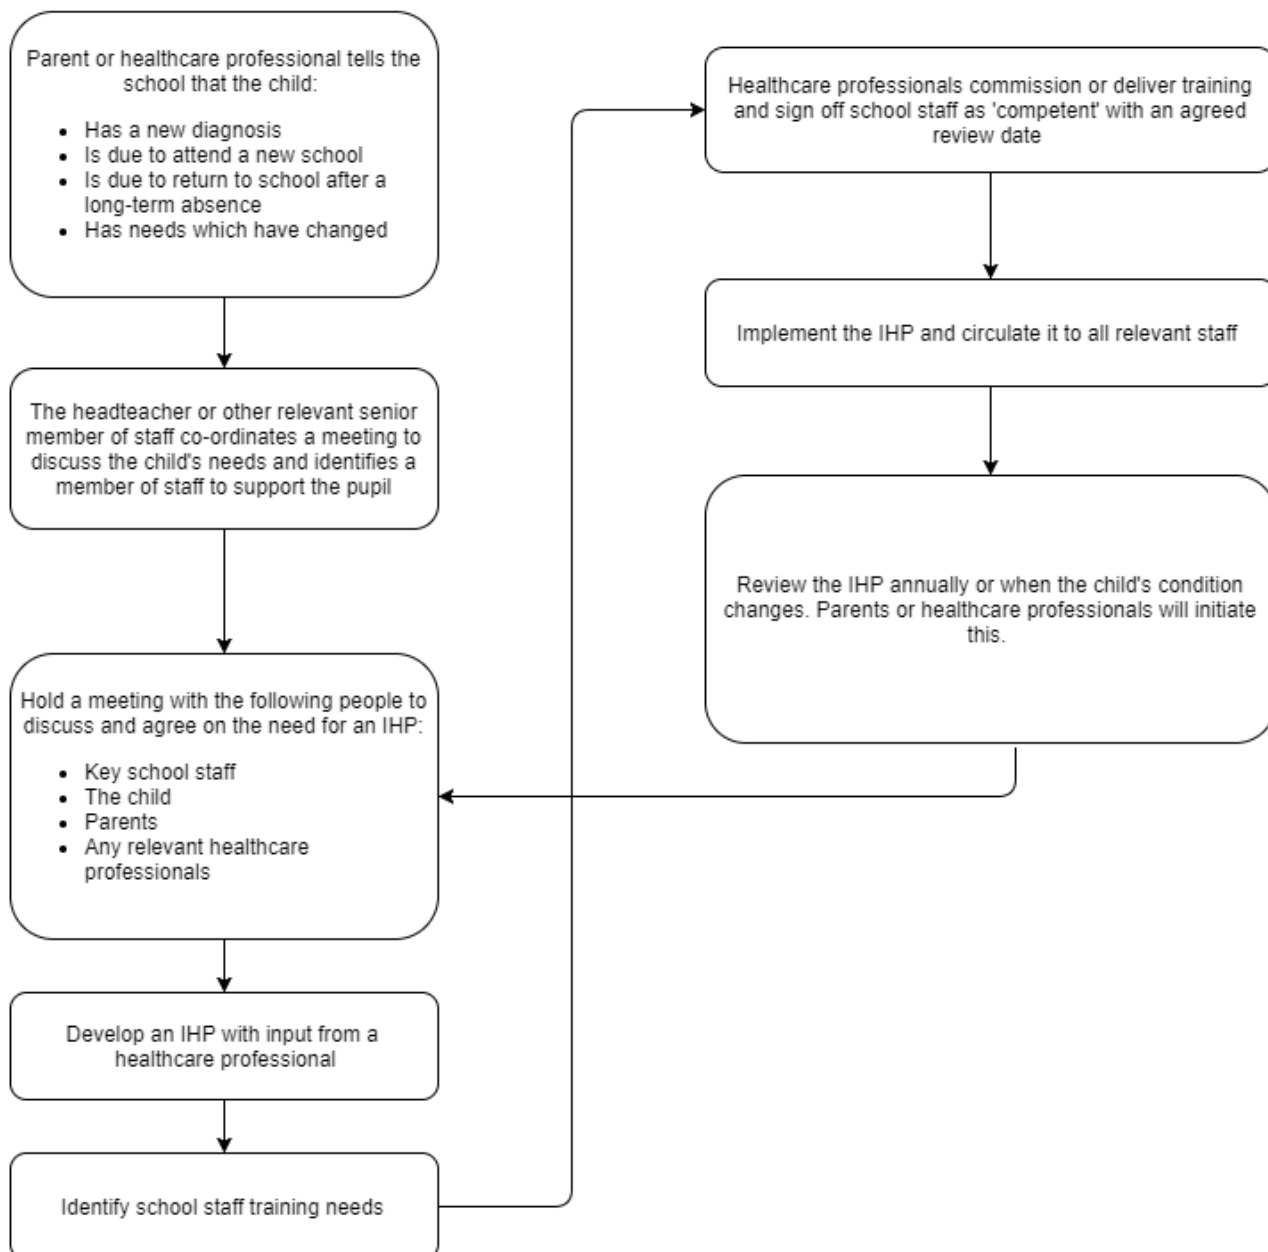 Parent or healthcare professional tells the
school that the child:
• Has a new diagnosis
• Is due to attend a new school
• Is due to return to school after a
long-term absence
• Has needs which have changed
The headteacher or other relevant senior
member of staff co-ordinates a meeting to
discuss the child's needs and identifies a
member of staff to support the pupil
Hold a meeting with the following people to
discuss and agree on the need for an IHP:
• Key school staff
• The child
• Parents
• Any relevant healthcare
professionals
Develop an IHP with input from a
healthcare professional
Identify school staff training needs
Healthcare professionals commission or deliver training
and sign off school staff as 'competent' with an agreed
review date
Implement the IHP and circulate it to all relevant staff
Review the IHP annually or when the child's condition
changes. Parents or healthcare professionals will initiate
this.